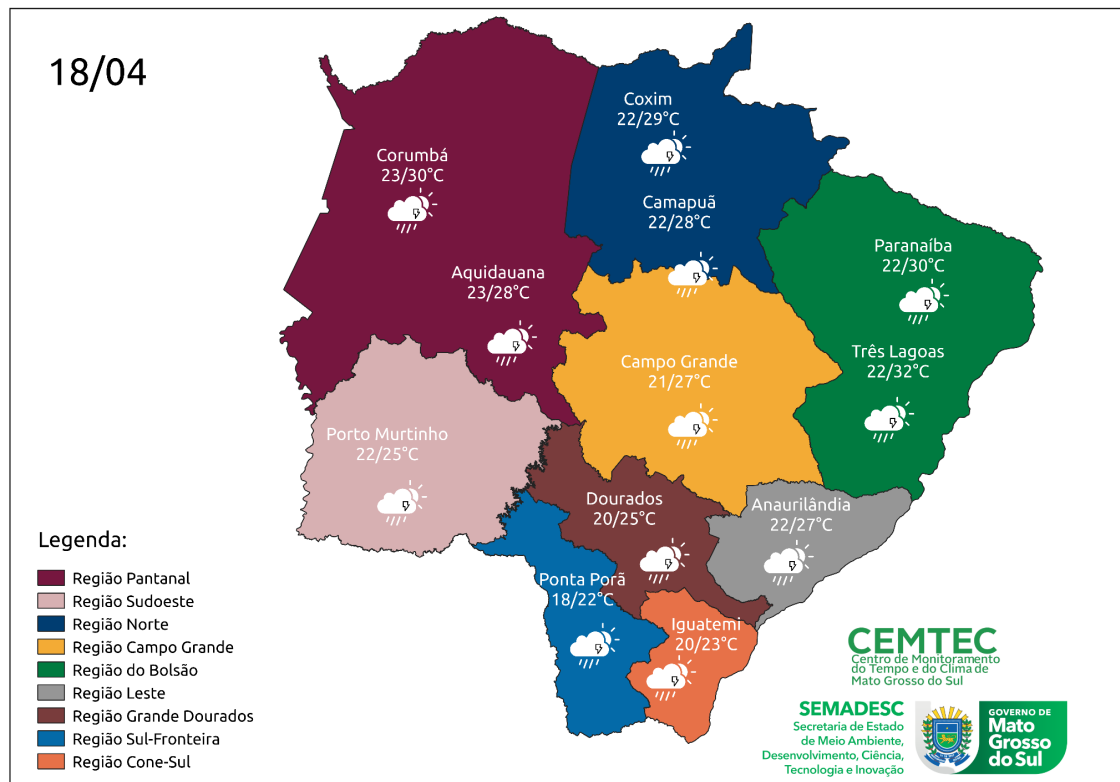 18/04
Coxim
22/29°C
Corumbá
23/30°C
Camapuã
22/28°C
Paranaíba
22/30°C
Aquidauana
23/28°C
Três Lagoas
22/32°C
Campo Grande
21/27°C
Porto Murtinho
22/25°C
Dourados
20/25°C
Anaurilândia
22/27°C
Ponta Porã
18/22°C
Iguatemi
20/23°C
Legenda:
Região Pantanal
Região Sudoeste
Região Norte
Região Campo Grande
Região do Bolsão
Região Leste
Região Grande Dourados
Região Sul-Fronteira
Região Cone-Sul
CEMTEC
Centro de Monitoramento
do Tempo e do Clima de
Mato Grosso do Sul
SEMADESC
Secretaria de Estado
de Meio Ambiente,
Desenvolvimento, Ciência,
Tecnologia e Inovação
GOVERNO DE
Mato
Grosso
do Sul